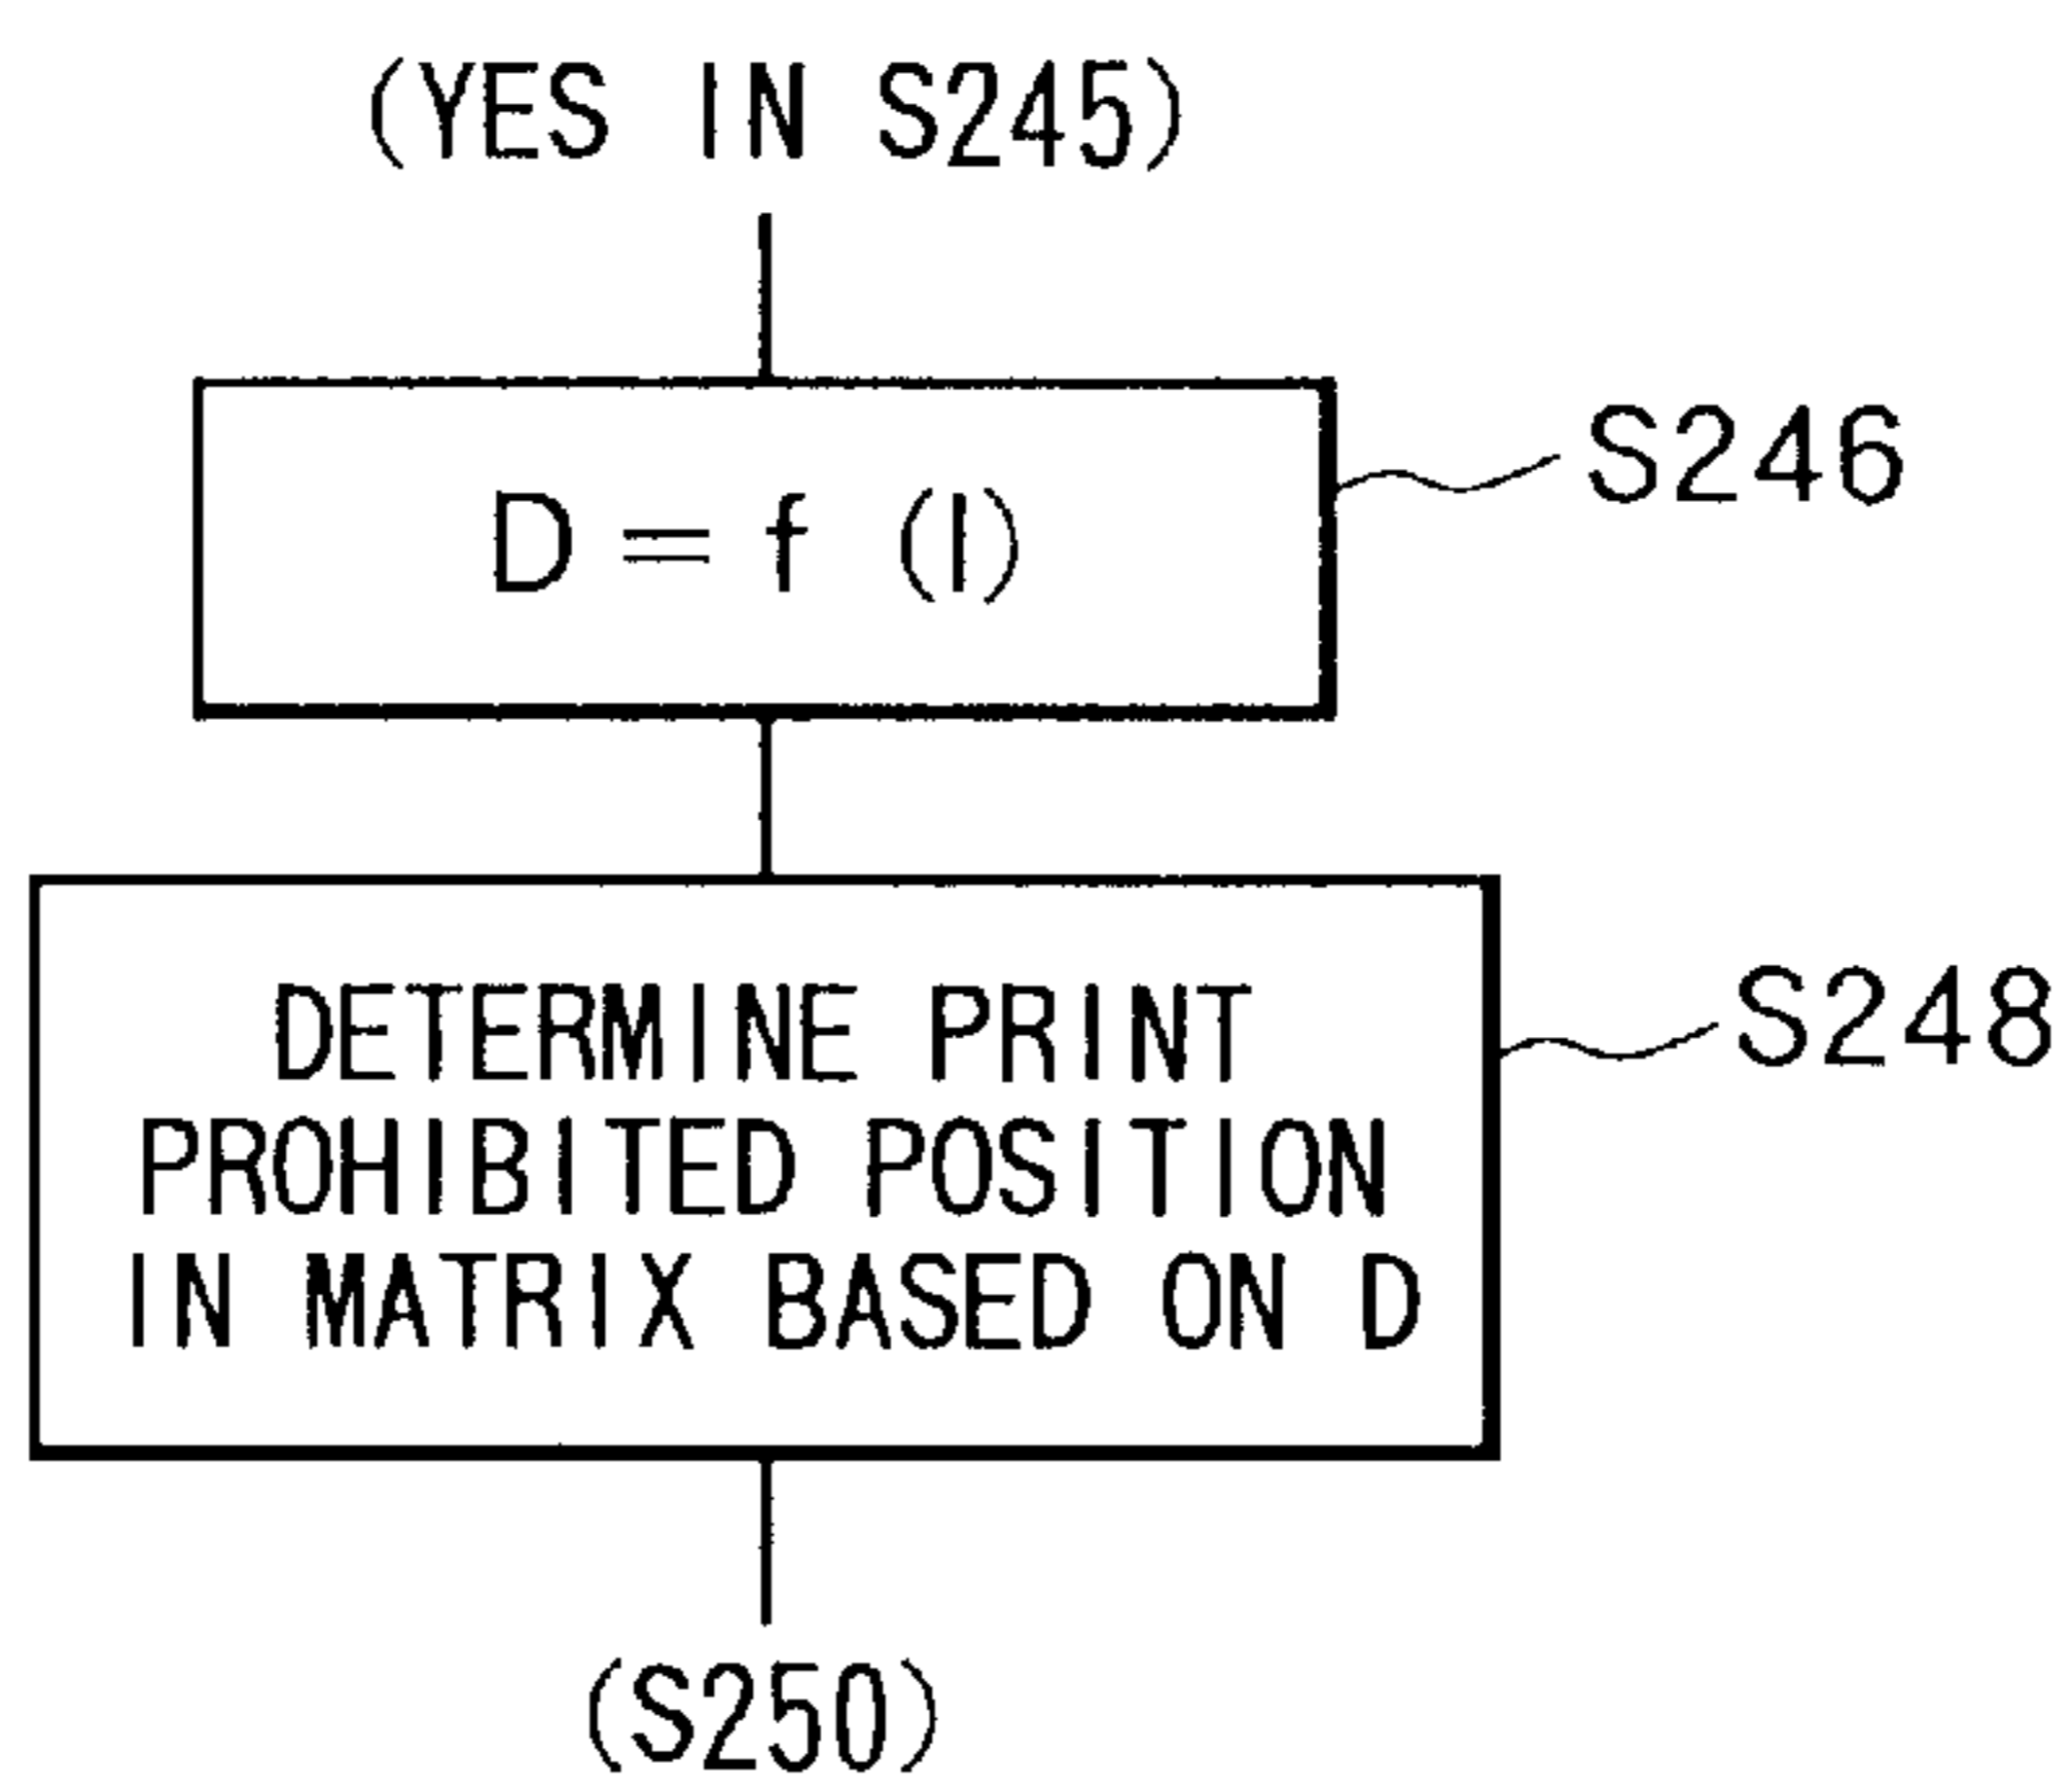 (YES IN S245)
D = f (I)
S246
DETERMINE PRINT
PROHIBITED POSITION
IN MATRIX BASED ON D
S248
(S250)